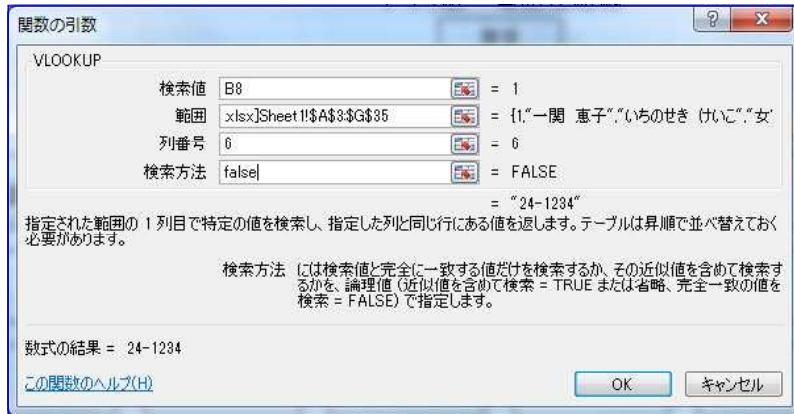 関数の引数
VLOOKUP
検索値 B8 = 1
範囲 xlsx]Sheet1!$A$3:$G$35 = {1,"一関 恵子","いちのせき けいこ","女"
列番号 6 = 6
検索方法 false = FALSE
= "24-1234"
指定された範囲の 1 列目で特定の値を検索し、指定した列と同じ行にある値を返します。テーブルは昇順で並べ替えておく
必要があります。
検索方法 には検索値と完全に一致する値だけを検索するか、その近似値を含めて検索す
るかを、論理値 (近似値を含めて検索 = TRUE または省略、完全一致の値を
検索 = FALSE) で指定します。
数式の結果 = 24-1234
この関数のヘルプ(H)
OK キャンセル